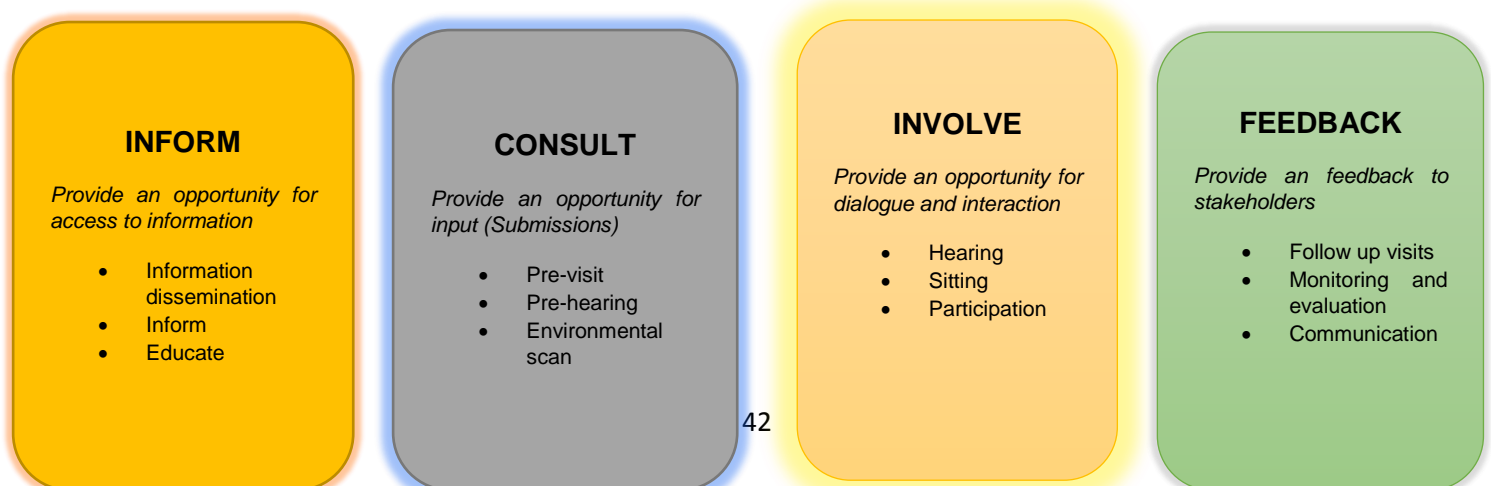 INFORM
Provide an opportunity for
access to information
• Information
dissemination
• Inform
• Educate
CONSULT
Provide an opportunity for
input (Submissions)
• Pre-visit
• Pre-hearing
• Environmental
scan
INVOLVE
Provide an opportunity for
dialogue and interaction
• Hearing
• Sitting
• Participation
FEEDBACK
Provide an feedback to
stakeholders
• Follow up visits
• Monitoring and
evaluation
• Communication
42